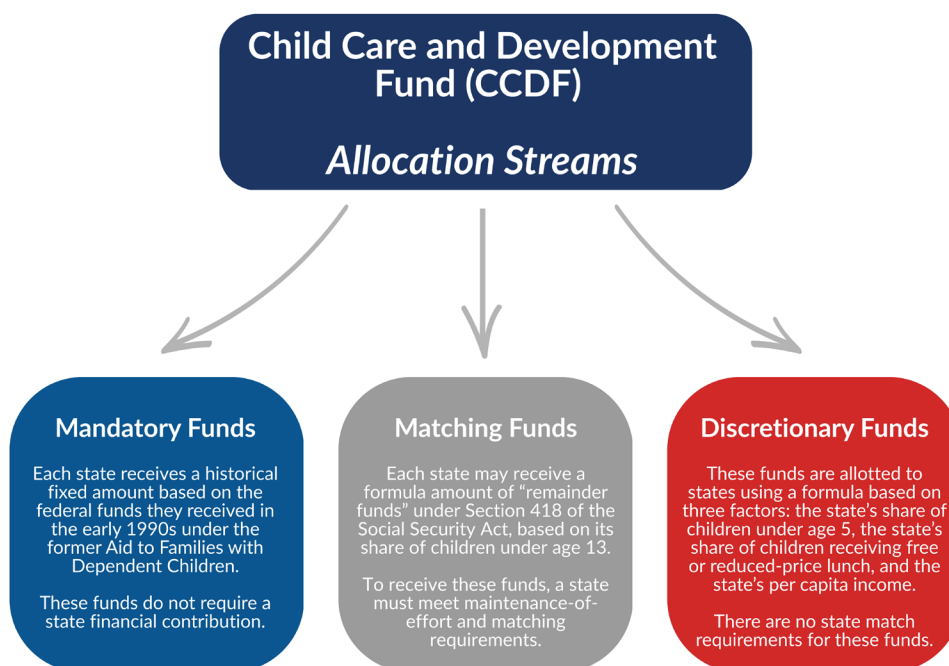 Child Care and Development
Fund (CCDF)
Allocation Streams
Mandatory Funds
Each state receives a historical
fixed amount based on the
federal funds they received in
the early 1990s under the
former Aid to Families with
Dependent Children.
These funds do not require a
state financial contribution.
Matching Funds
Each state may receive a
formula amount of “remainder
funds” under Section 418 of the
Social Security Act, based on its
share of children under age 13.
To receive these funds, a state
must meet maintenance-of-
effort and matching
requirements.
Discretionary Funds
These funds are allotted to
states using a formula based on
three factors: the state’s share of
children under age 5, the state’s
share of children receiving free
or reduced-price lunch, and the
state’s per capita income.
There are no state match
requirements for these funds.